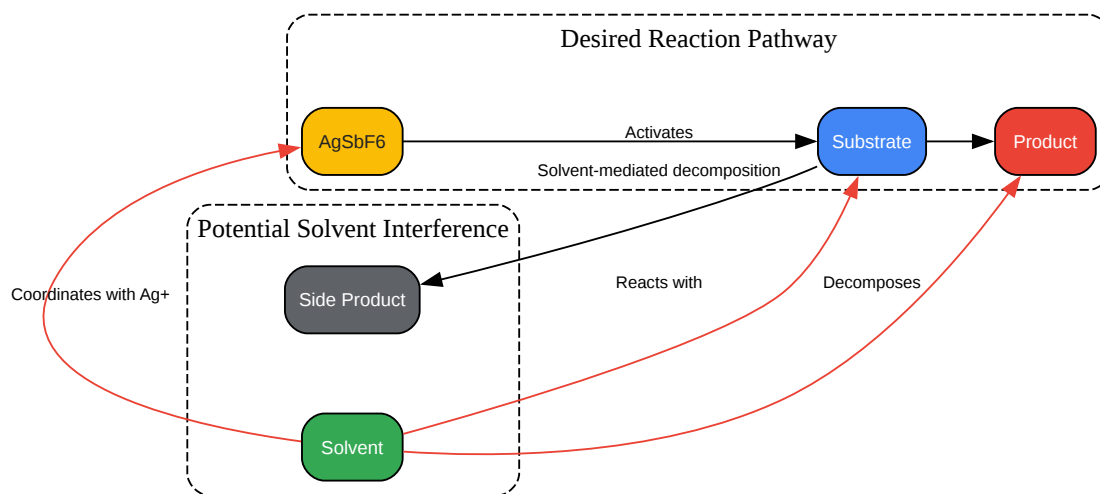 Desired Reaction Pathway
AgSbF6
Activates
Substrate
Product
Solvent-mediated decomposition
Potential Solvent Interference
Side Product
Coordinates with Ag+
Reacts with
Decomposes
Solvent